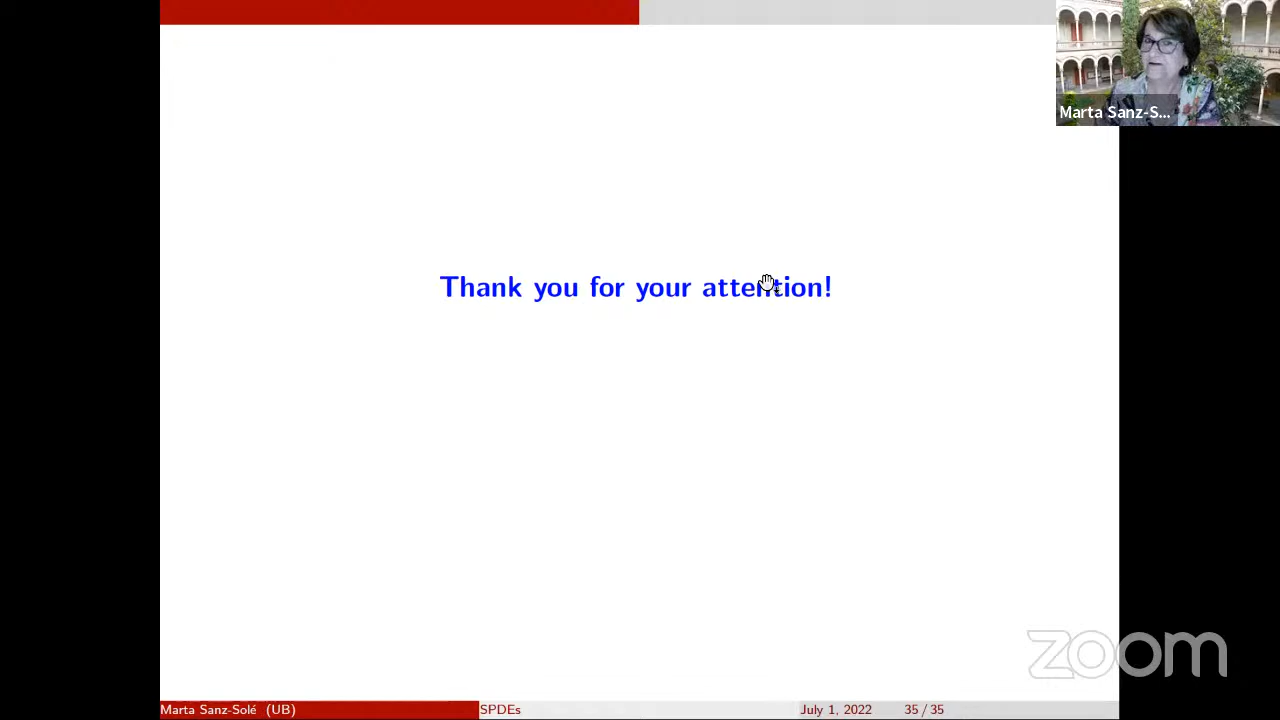 Marta Sanz-S...
Thank you for your attention!
zoom
Marta Sanz-Solé (UB) SPDEs July 1, 2022 35 / 35